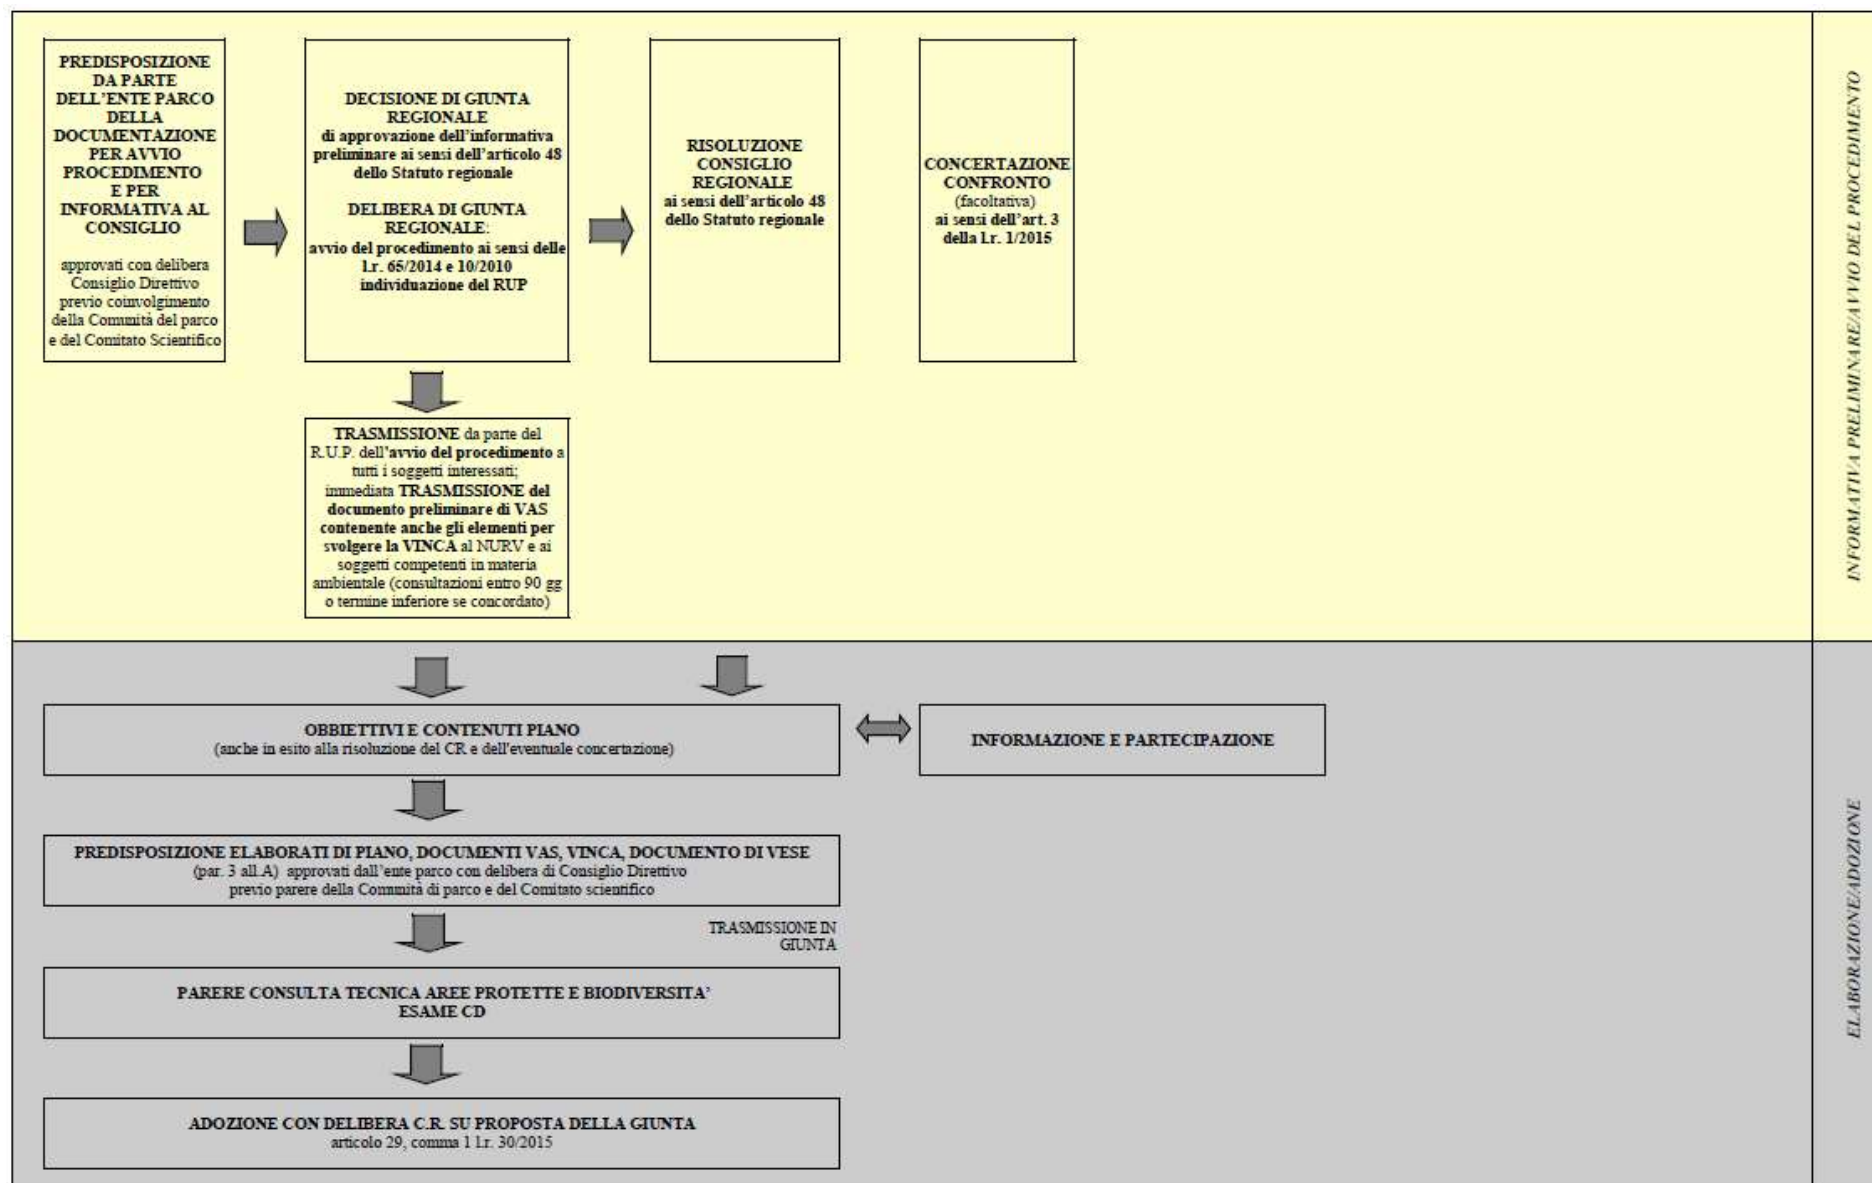 PREDISPOSIZIONE
DA PARTE
DELL'ENTE PARCO
DELLA
DOCUMENTAZIONE
PER AVVIO
PROCEDIMENTO
E PER
INFORMATIVA AL
CONSIGLIO
approvati con delibera
Consiglio Direttivo
previo coinvolgimento
della Comunità del parco
e del Comitato Scientifico
DECISIONE DI GIUNTA
REGIONALE
di approvazione dell'informativa
preliminare ai sensi dell'articolo 48
dello Statuto regionale
DELIBERA DI GIUNTA
REGIONALE:
avvio del procedimento ai sensi delle
l.r. 65/2014 e 10/2010
individuazione del RUP
RISOLUZIONE
CONSIGLIO
REGIONALE
ai sensi dell'articolo 48
dello Statuto regionale
CONCERTAZIONE
CONFRONTO
(facoltativa)
ai sensi dell'art. 3
della l.r. 1/2015
TRASMISSIONE da parte del
R.U.P. dell'avvio del procedimento a
tutti i soggetti interessati;
immediata TRASMISSIONE del
documento preliminare di VAS
contenente anche gli elementi per
svolgere la VINCA al NURV e ai
soggetti competenti in materia
ambientale (consultazioni entro 90 gg
o termine inferiore se concordato)
INFORMATIVA PRELIMINARE/AVVIO DEL PROCEDIMENTO
OBBIETTIVI E CONTENUTI PIANO
(anche in esito alla risoluzione del CR e dell'eventuale concertazione)
INFORMAZIONE E PARTECIPAZIONE
PREDISPOSIZIONE ELABORATI DI PIANO, DOCUMENTI VAS, VINCA, DOCUMENTO DI VESE
(par. 3 all.A) approvati dall'ente parco con delibera di Consiglio Direttivo
previo parere della Comunità di parco e del Comitato scientifico
TRASMISSIONE IN
GIUNTA
PARERE CONSULTA TECNICA AREE PROTETTE E BIODIVERSITA'
ESAME CD
ADOZIONE CON DELIBERA C.R. SU PROPOSTA DELLA GIUNTA
articolo 29, comma 1 l.r. 30/2015
ELABORAZIONE/ADOZIONE